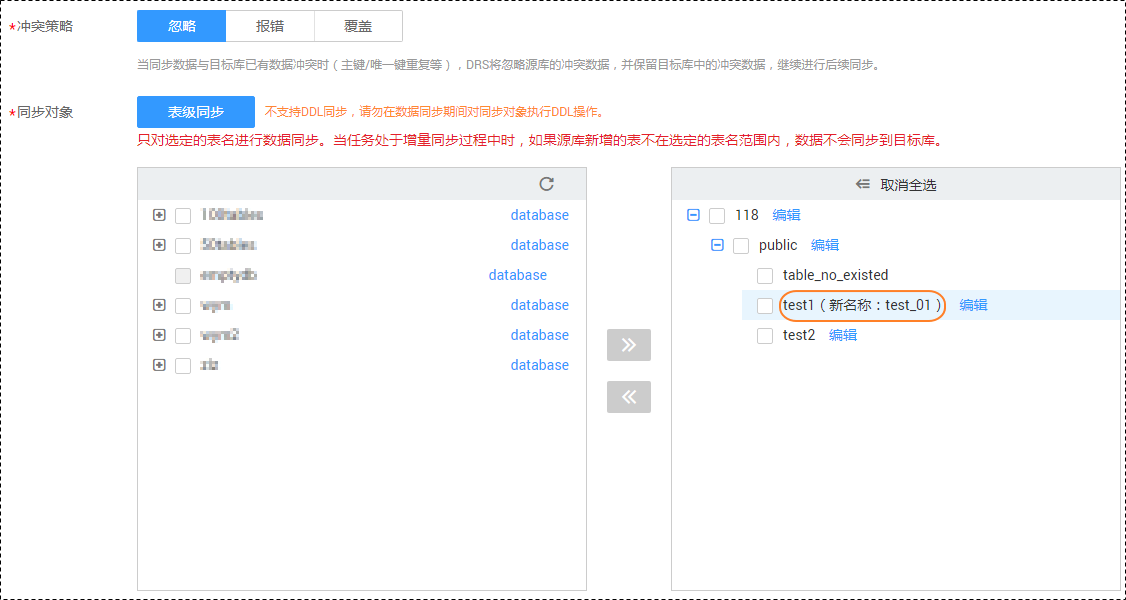 *冲突策略 忽略 报错 覆盖
当同步数据与目标库已有数据冲突时（主键/唯一键重复等），DRS将忽略源库的冲突数据，并保留目标库中的冲突数据，继续进行后续同步。
*同步对象 表级同步 不支持DDL同步，请勿在数据同步期间对同步对象执行DDL操作。
只对选定的表名进行数据同步。当任务处于增量同步过程中时，如果源库新增的表不在选定的表名范围内，数据不会同步到目标库。
database
database
database
database
database
database
取消全选
118 编辑
public 编辑
table_no_existed
test1（新名称：test_01） 编辑
test2 编辑